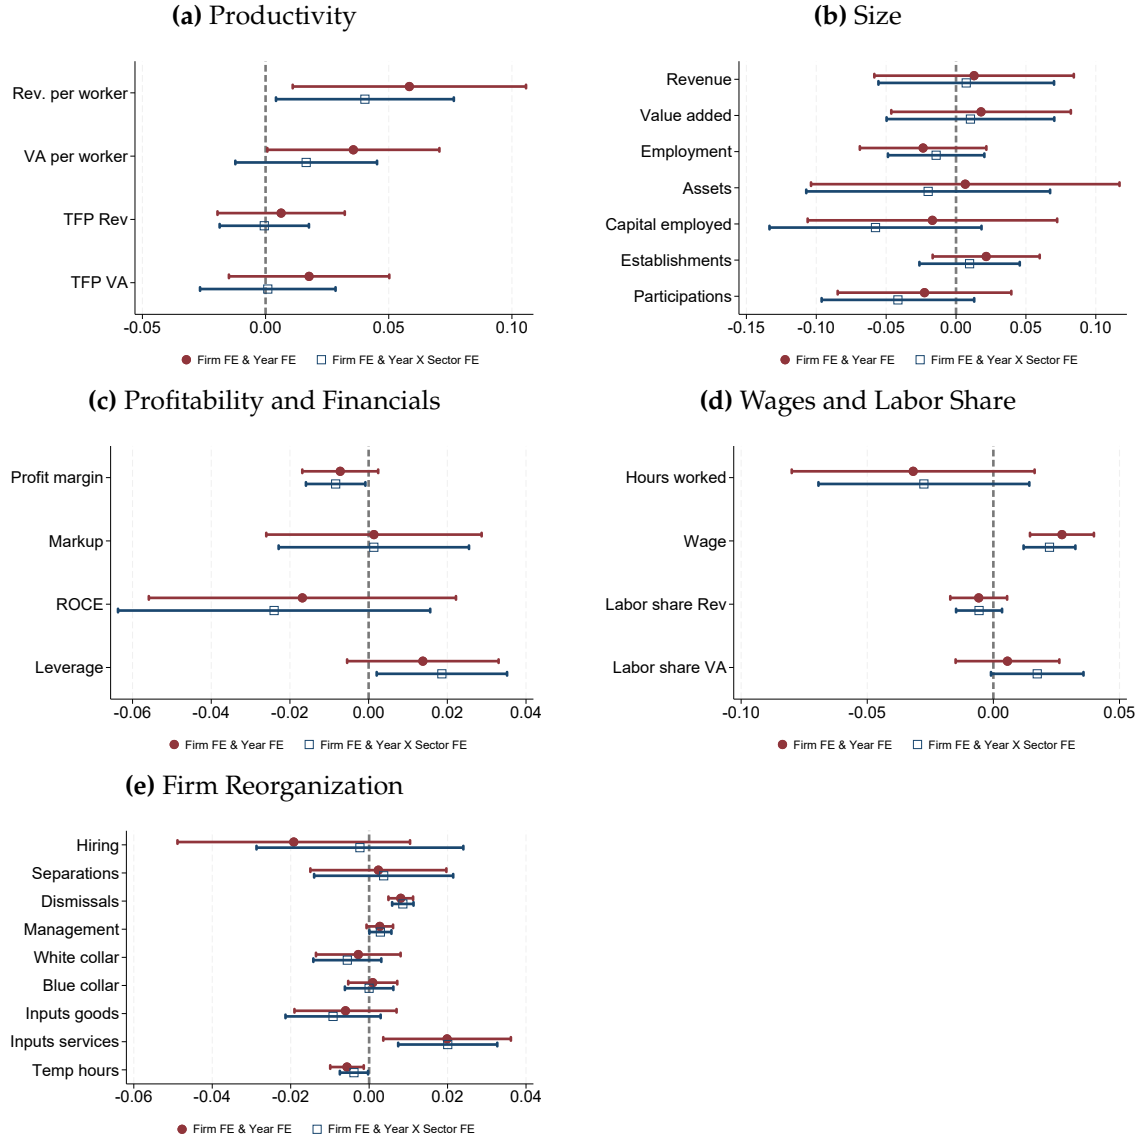 (a) Productivity
Rev. per worker
VA per worker
TFP Rev
TFP VA
-0.05 0.00 0.05 0.10
Firm FE & Year FE Firm FE & Year X Sector FE
(b) Size
Revenue
Value added
Employment
Assets
Capital employed
Establishments
Participations
-0.15 -0.10 -0.05 0.00 0.05 0.10
Firm FE & Year FE Firm FE & Year X Sector FE
(c) Profitability and Financials
Profit margin
Markup
ROCE
Leverage
-0.06 -0.04 -0.02 0.00 0.02 0.04
Firm FE & Year FE Firm FE & Year X Sector FE
(d) Wages and Labor Share
Hours worked
Wage
Labor share Rev
Labor share VA
-0.10 -0.05 0.00 0.05
Firm FE & Year FE Firm FE & Year X Sector FE
(e) Firm Reorganization
Hiring
Separations
Dismissals
Management
White collar
Blue collar
Inputs goods
Inputs services
Temp hours
-0.06 -0.04 -0.02 0.00 0.02 0.04
Firm FE & Year FE Firm FE & Year X Sector FE